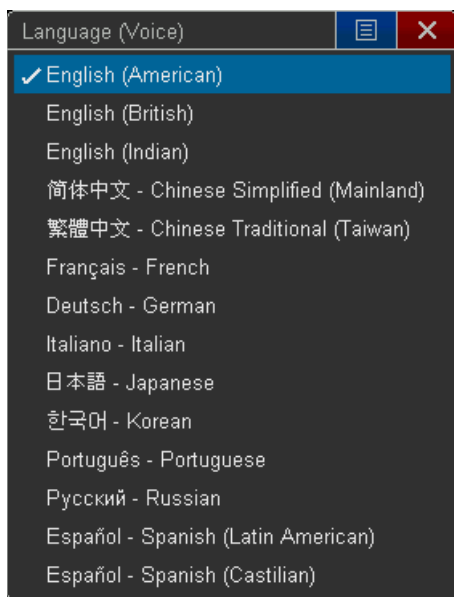 Language (Voice)
English (American)
English (British)
English (Indian)
简体中文 - Chinese Simplified (Mainland)
繁體中文 - Chinese Traditional (Taiwan)
Français - French
Deutsch - German
Italiano - Italian
日本語 - Japanese
한국어 - Korean
Português - Portuguese
Русский - Russian
Español - Spanish (Latin American)
Español - Spanish (Castilian)